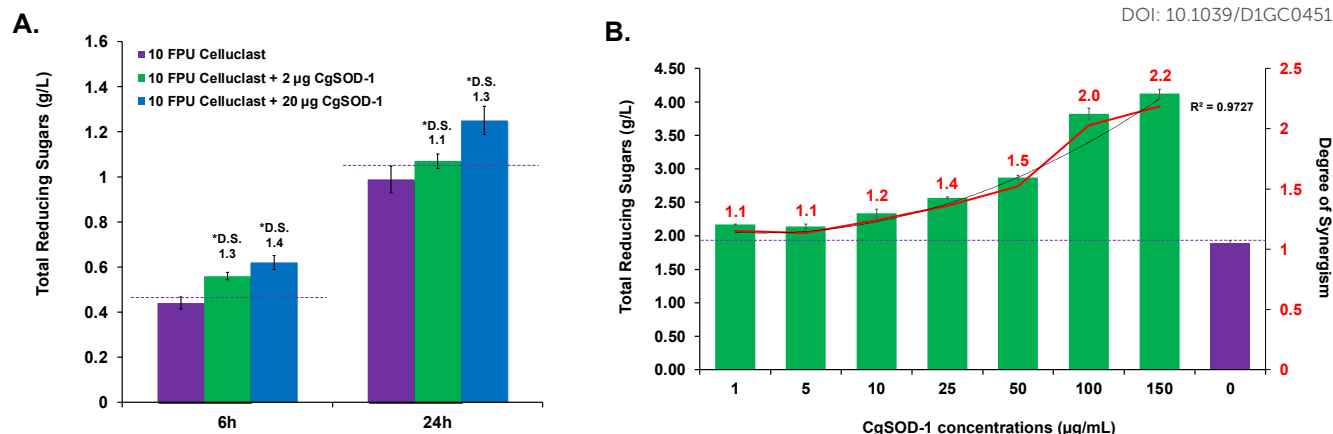 DOI: 10.1039/D1GC0451
A.
Total Reducing Sugars (g/L)
1.6
1.4
1.2
1
0.8
0.6
0.4
0.2
0
10 FPU Celluclast
10 FPU Celluclast + 2 µg CgSOD-1
10 FPU Celluclast + 20 µg CgSOD-1
*D.S.
1.3
*D.S.
1.4
*D.S.
1.1
*D.S.
1.3
6h
24h
B.
Total Reducing Sugars (g/L)
4.50
4.00
3.50
3.00
2.50
2.00
1.50
1.00
0.50
0.00
1.1
1.1
1.2
1.4
1.5
2.0
2.2
R² = 0.9727
2.5
2
1.5
1
0.5
0
Degree of Synergism
1 5 10 25 50 100 150 0
CgSOD-1 concentrations (µg/mL)